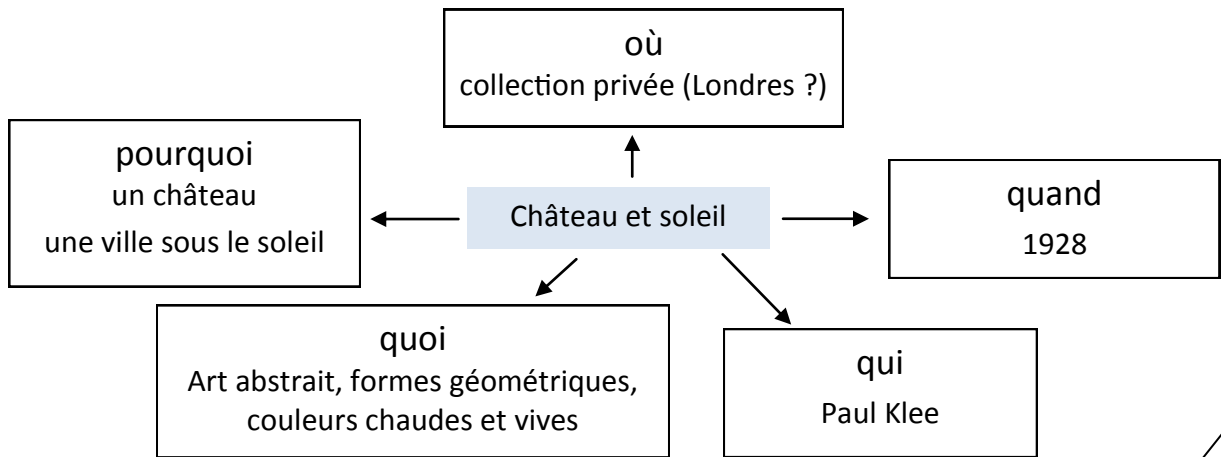 où
collection privée (Londres ?)
pourquoi
un château
une ville sous le soleil
Château et soleil
quand
1928
quoi
Art abstrait, formes géométriques,
couleurs chaudes et vives
qui
Paul Klee